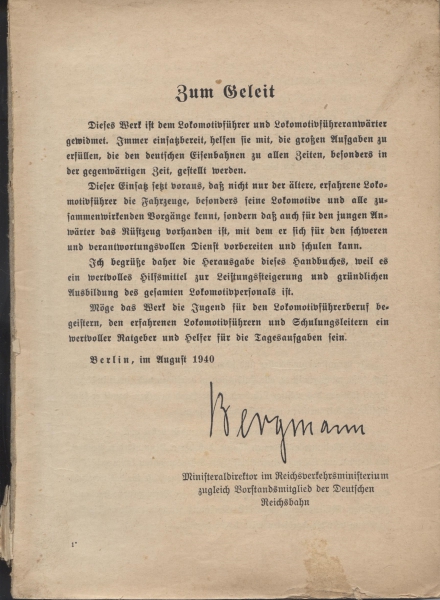 Zum Geleit
Dieses Werk ist dem Lokomotivführer und Lokomotivführeranwärter
gewidmet. Immer einsatzbereit, helfen sie mit, die großen Aufgaben zu
erfüllen, die den deutschen Eisenbahnen zu allen Zeiten, besonders in
der gegenwärtigen Zeit, gestellt werden.
Dieser Einsatz setzt voraus, daß nicht nur der ältere, erfahrene Loko-
motivführer die Fahrzeuge, besonders seine Lokomotive und alle zu-
sammenwirkenden Vorgänge kennt, sondern daß auch für den jungen An-
wärter das Rüstzeug vorhanden ist, mit dem er sich für den schweren
und verantwortungsvollen Dienst vorbereiten und schulen kann.
Ich begrüße daher die Herausgabe dieses Handbuches, weil es
ein wertvolles Hilfsmittel zur Leistungssteigerung und gründlichen
Ausbildung des gesamten Lokomotivpersonals ist.
Möge das Werk die Jugend für den Lokomotivführerberuf be-
geistern, den erfahrenen Lokomotivführern und Schulungsleitern ein
wertvoller Ratgeber und Helfer für die Tagesaufgaben sein.
Berlin, im August 1940
Bergmann
Ministeraldirektor im Reichsverkehrsministerium
zugleich Vorstandsmitglied der Deutschen
Reichsbahn
1*